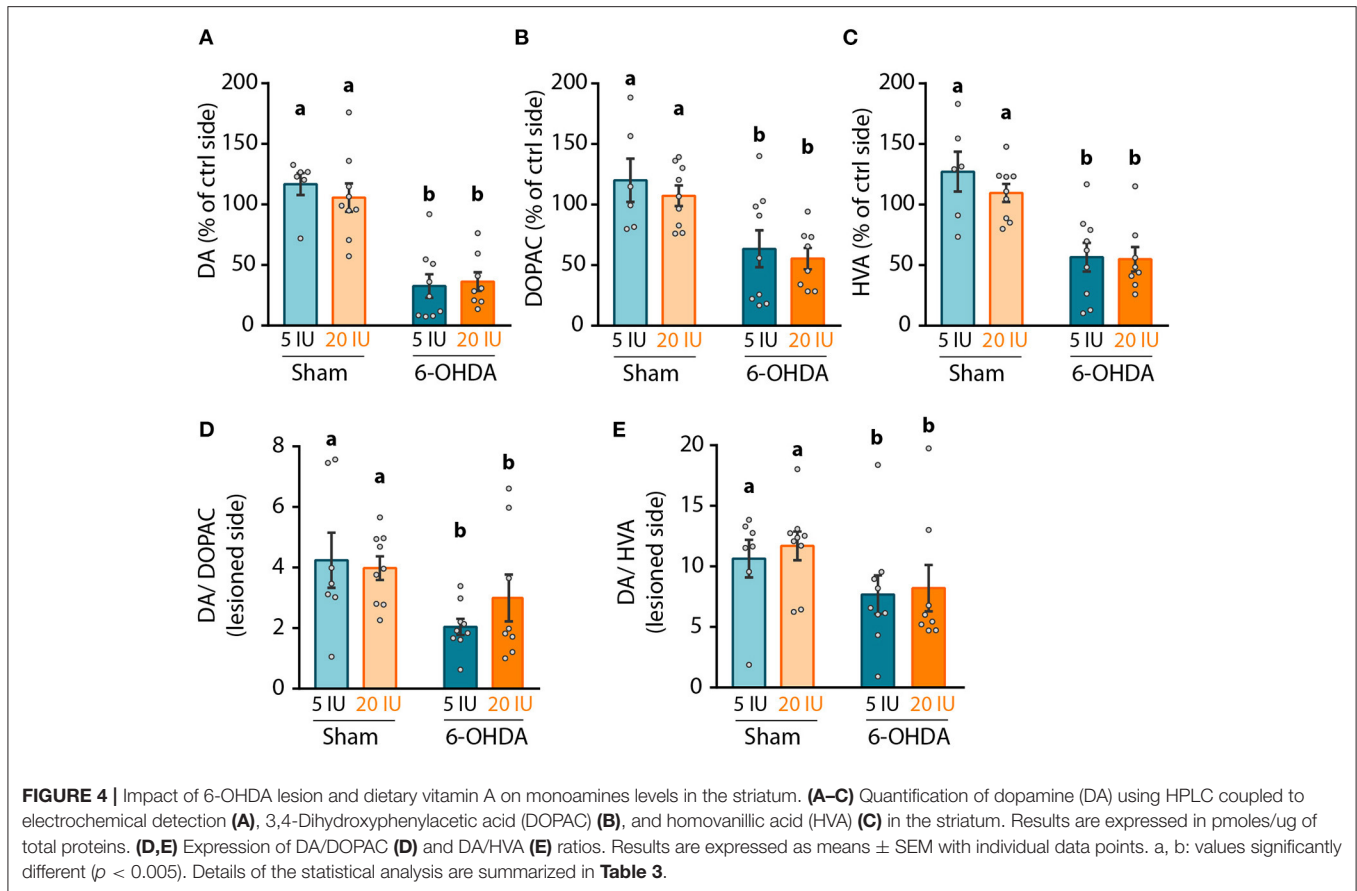 A
DA (% of ctrl side)
200
150
100
50
0
a
a
b
b
5 IU 20 IU 5 IU 20 IU
Sham 6-OHDA
B
DOPAC (% of ctrl side)
200
150
100
50
0
a
a
b
b
5 IU 20 IU 5 IU 20 IU
Sham 6-OHDA
C
HVA (% of ctrl side)
200
150
100
50
0
a
a
b
b
5 IU 20 IU 5 IU 20 IU
Sham 6-OHDA
D
DA/ DOPAC
(lesioned side)
8
6
4
2
0
a
a
b
b
5 IU 20 IU 5 IU 20 IU
Sham 6-OHDA
E
DA/ HVA
(lesioned side)
20
15
10
5
0
a
a
b
b
5 IU 20 IU 5 IU 20 IU
Sham 6-OHDA
FIGURE 4 | Impact of 6-OHDA lesion and dietary vitamin A on monoamines levels in the striatum. (A–C) Quantification of dopamine (DA) using HPLC coupled to
electrochemical detection (A), 3,4-Dihydroxyphenylacetic acid (DOPAC) (B), and homovanillic acid (HVA) (C) in the striatum. Results are expressed in pmoles/ug of
total proteins. (D,E) Expression of DA/DOPAC (D) and DA/HVA (E) ratios. Results are expressed as means ± SEM with individual data points. a, b: values significantly
different (p < 0.005). Details of the statistical analysis are summarized in Table 3.